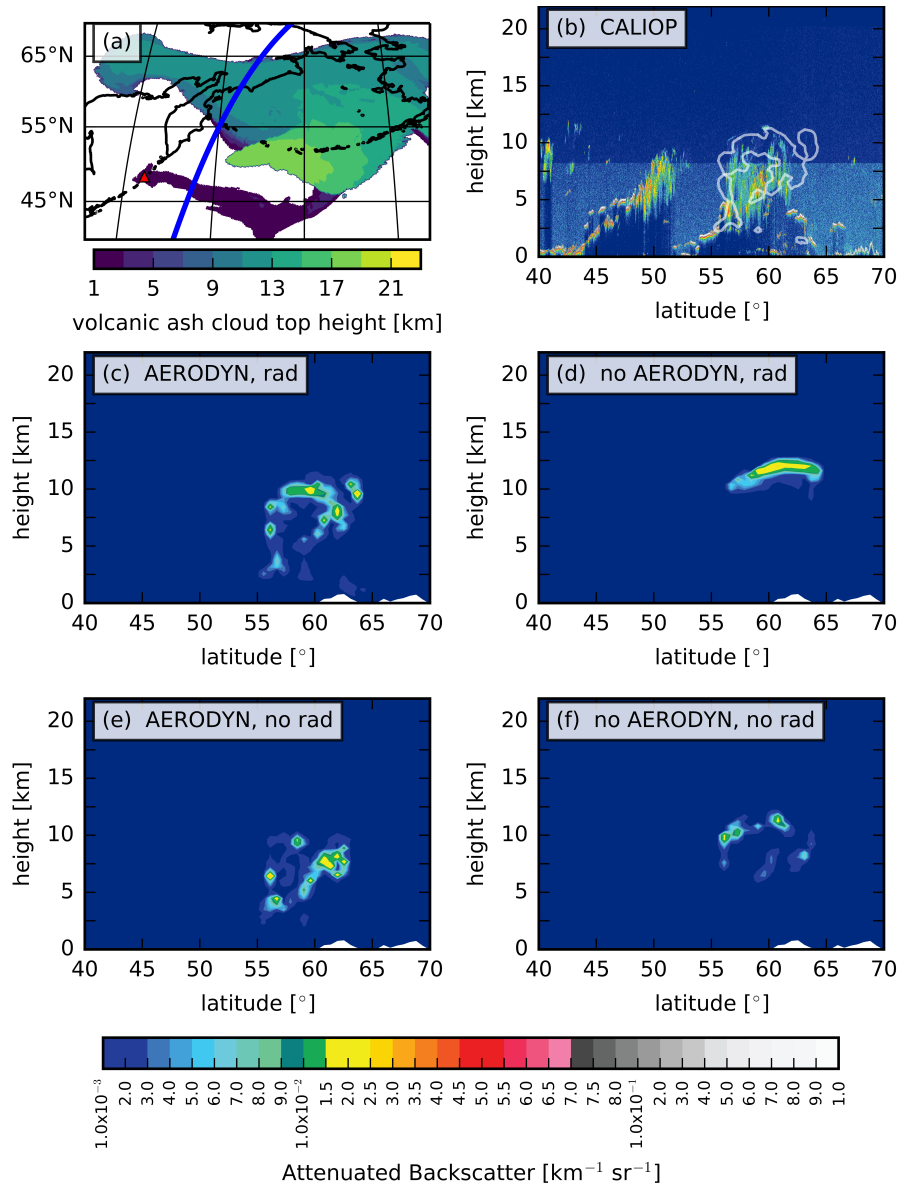 (a)
65°N
55°N
45°N
1 5 9 13 17 21
volcanic ash cloud top height [km]
(b) CALIOP
20
15
10
5
0
height [km]
40 45 50 55 60 65 70
latitude [°]
(c) AERODYN, rad
20
15
10
5
0
height [km]
40 45 50 55 60 65 70
latitude [°]
(d) no AERODYN, rad
20
15
10
5
0
height [km]
40 45 50 55 60 65 70
latitude [°]
(e) AERODYN, no rad
20
15
10
5
0
height [km]
40 45 50 55 60 65 70
latitude [°]
(f) no AERODYN, no rad
20
15
10
5
0
height [km]
40 45 50 55 60 65 70
latitude [°]
1.0x10⁻³ 2.0 3.0 4.0 5.0 6.0 7.0 8.0 9.0 1.0x10⁻² 1.5 2.5 3.0 3.5 4.0 4.5 5.0 5.5 6.0 6.5 7.0 7.5 7.5 8.5 1.0x10⁻¹ 2.0 3.0 4.0 5.0 6.0 7.0 8.0 9.0 1.0
Attenuated Backscatter [km⁻¹ sr⁻¹]